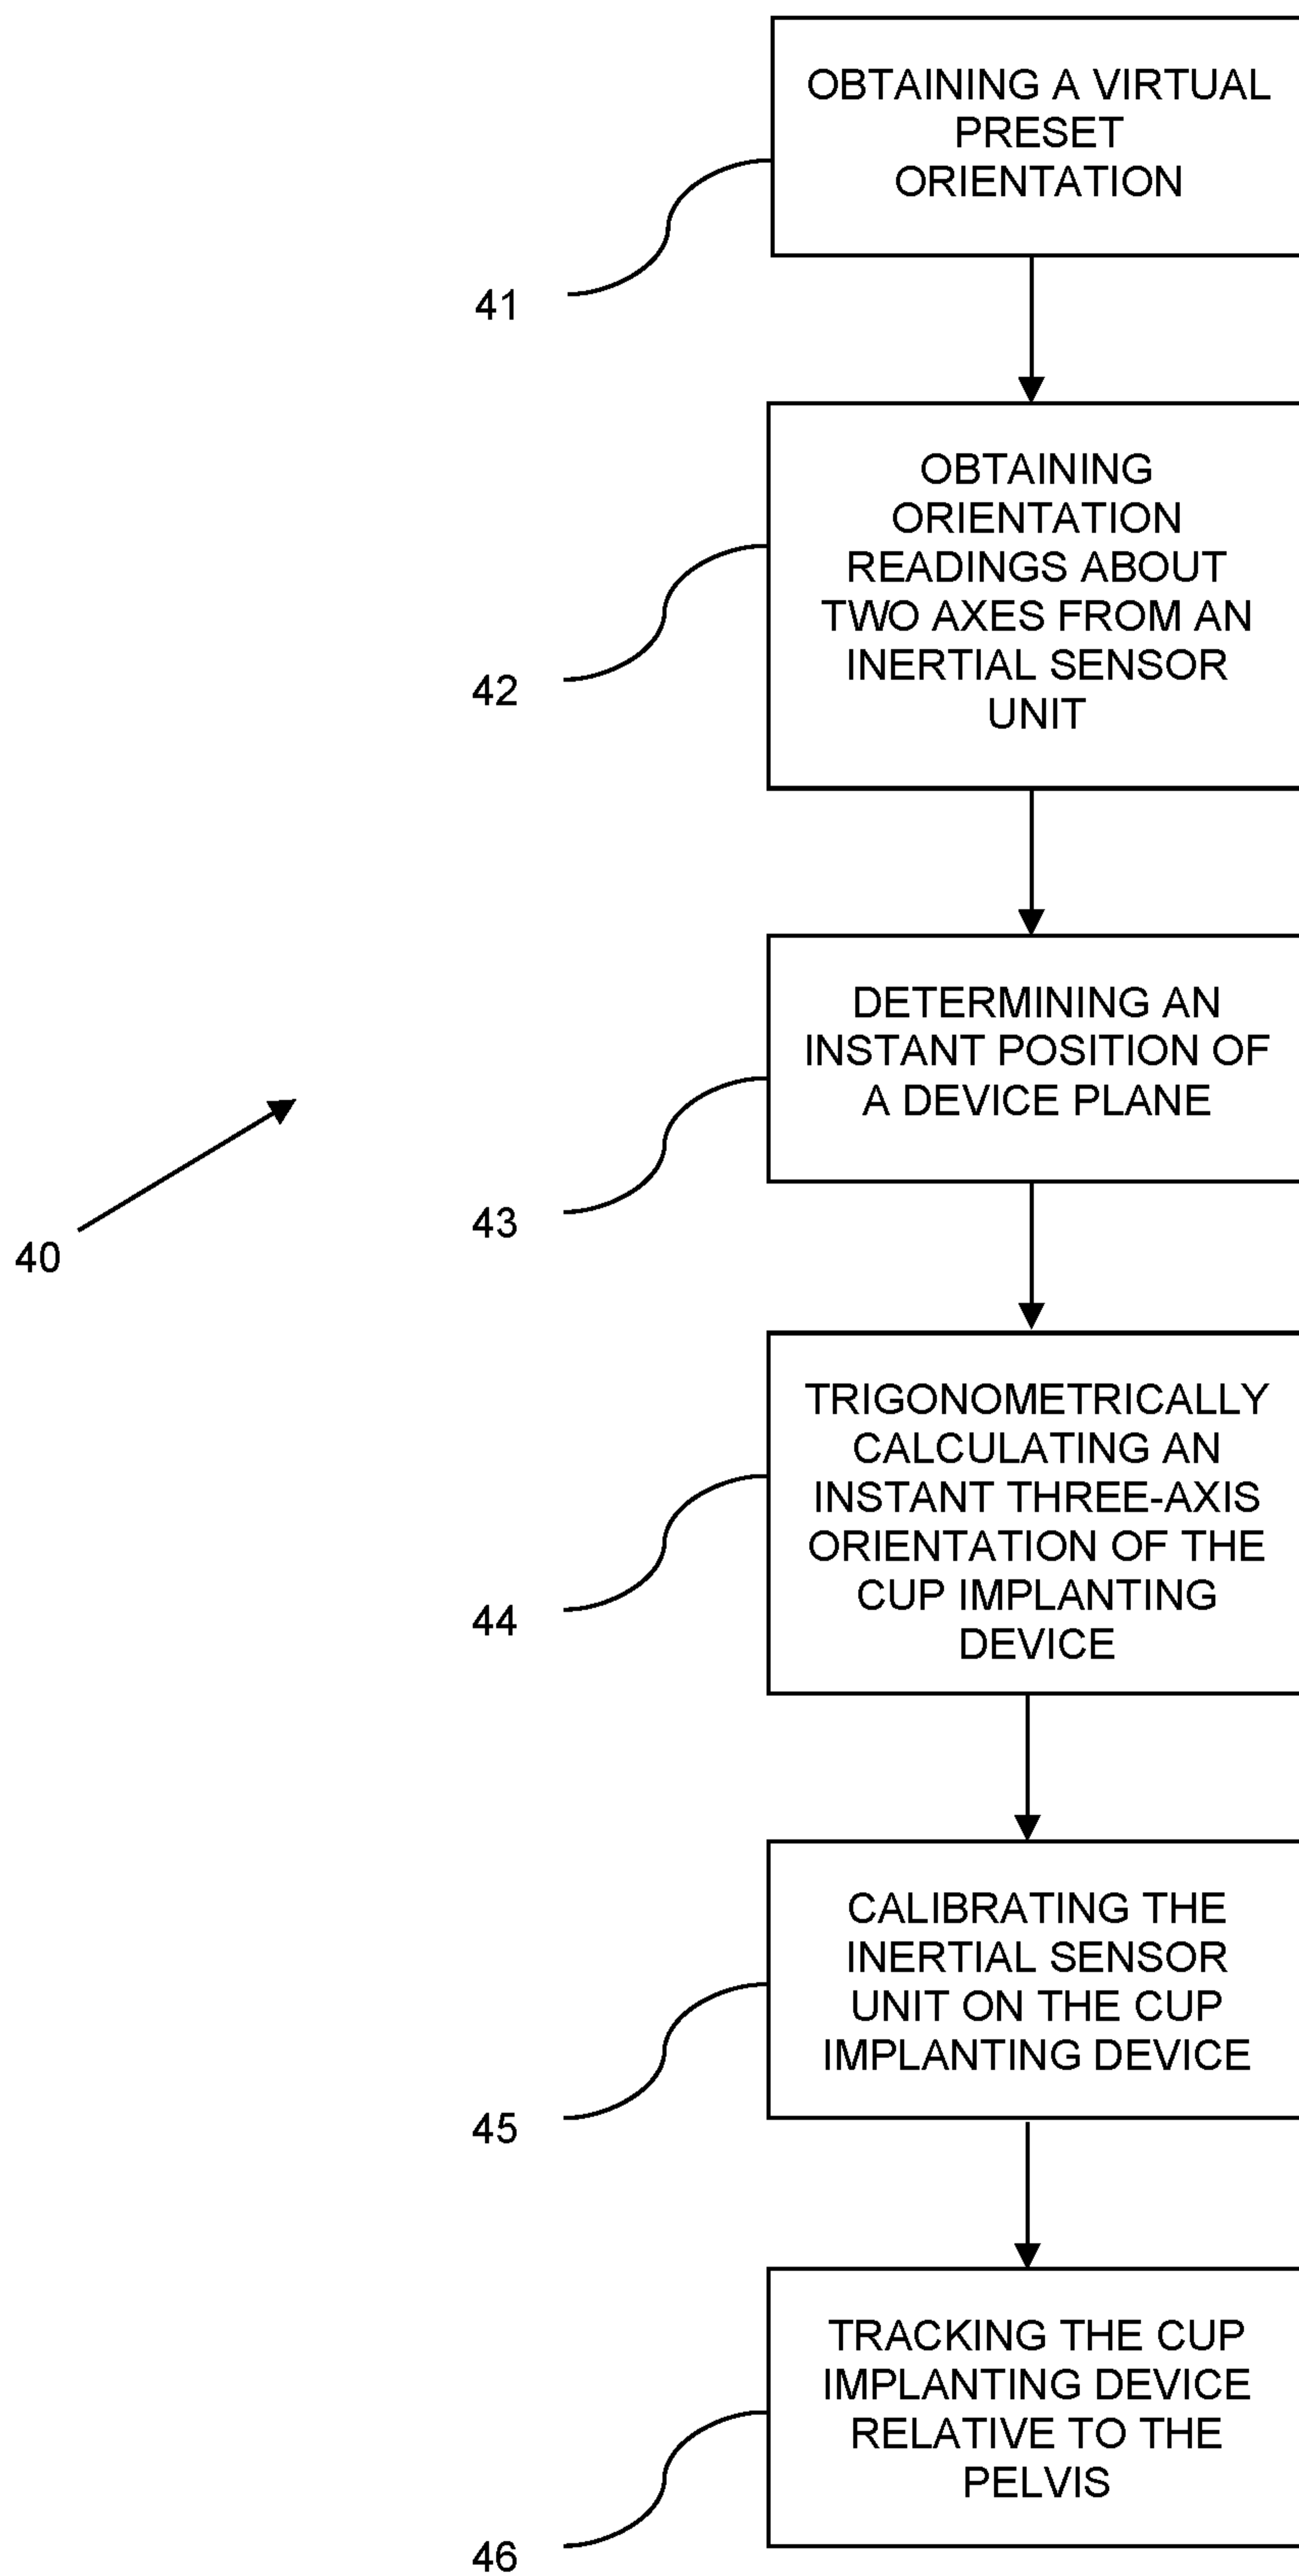 OBTAINING A VIRTUAL
PRESET
ORIENTATION
41
OBTAINING
ORIENTATION
READINGS ABOUT
TWO AXES FROM AN
INERTIAL SENSOR
UNIT
42
DETERMINING AN
INSTANT POSITION OF
A DEVICE PLANE
43
40
TRIGONOMETRICALLY
CALCULATING AN
INSTANT THREE-AXIS
ORIENTATION OF THE
CUP IMPLANTING
DEVICE
44
CALIBRATING THE
INERTIAL SENSOR
UNIT ON THE CUP
IMPLANTING DEVICE
45
TRACKING THE CUP
IMPLANTING DEVICE
RELATIVE TO THE
PELVIS
46